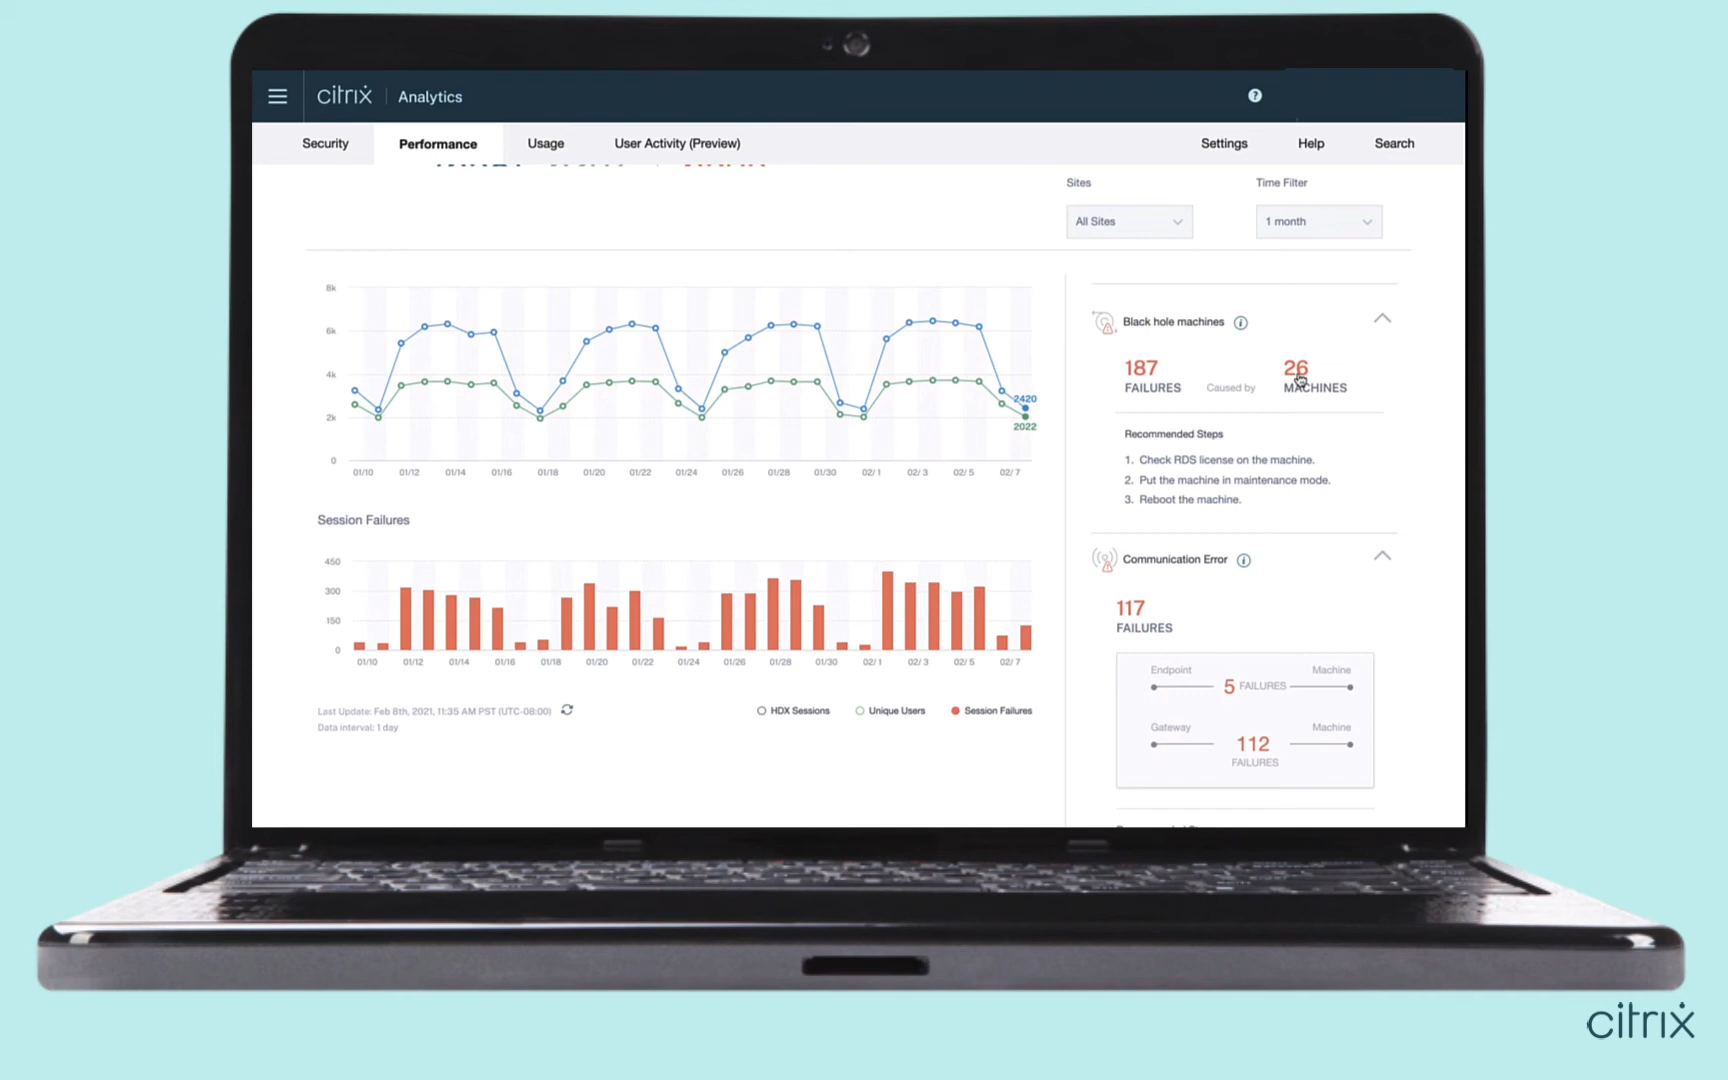 citrix | Analytics
?
Security Performance Usage User Activity (Preview) Settings Help Search
Sites Time Filter
All Sites 1 month
8k
6k
4k
2k
0
2420
2022
01/10 01/12 01/14 01/16 01/18 01/20 01/22 01/24 01/26 01/28 01/30 02/ 1 02/ 3 02/ 5 02/ 7
Session Failures
450
300
150
0
01/10 01/12 01/14 01/16 01/18 01/20 01/22 01/24 01/26 01/28 01/30 02/ 1 02/ 3 02/ 5 02/ 7
Last Update: Feb 8th, 2021, 11:35 AM PST (UTC-08:00)
Data interval: 1 day
HDX Sessions Unique Users Session Failures
Black hole machines i
187 26
FAILURES Caused by MACHINES
Recommended Steps
1. Check RDS license on the machine.
2. Put the machine in maintenance mode.
3. Reboot the machine.
Communication Error i
117
FAILURES
Endpoint Machine
5 FAILURES
Gateway Machine
112
FAILURES
citrix